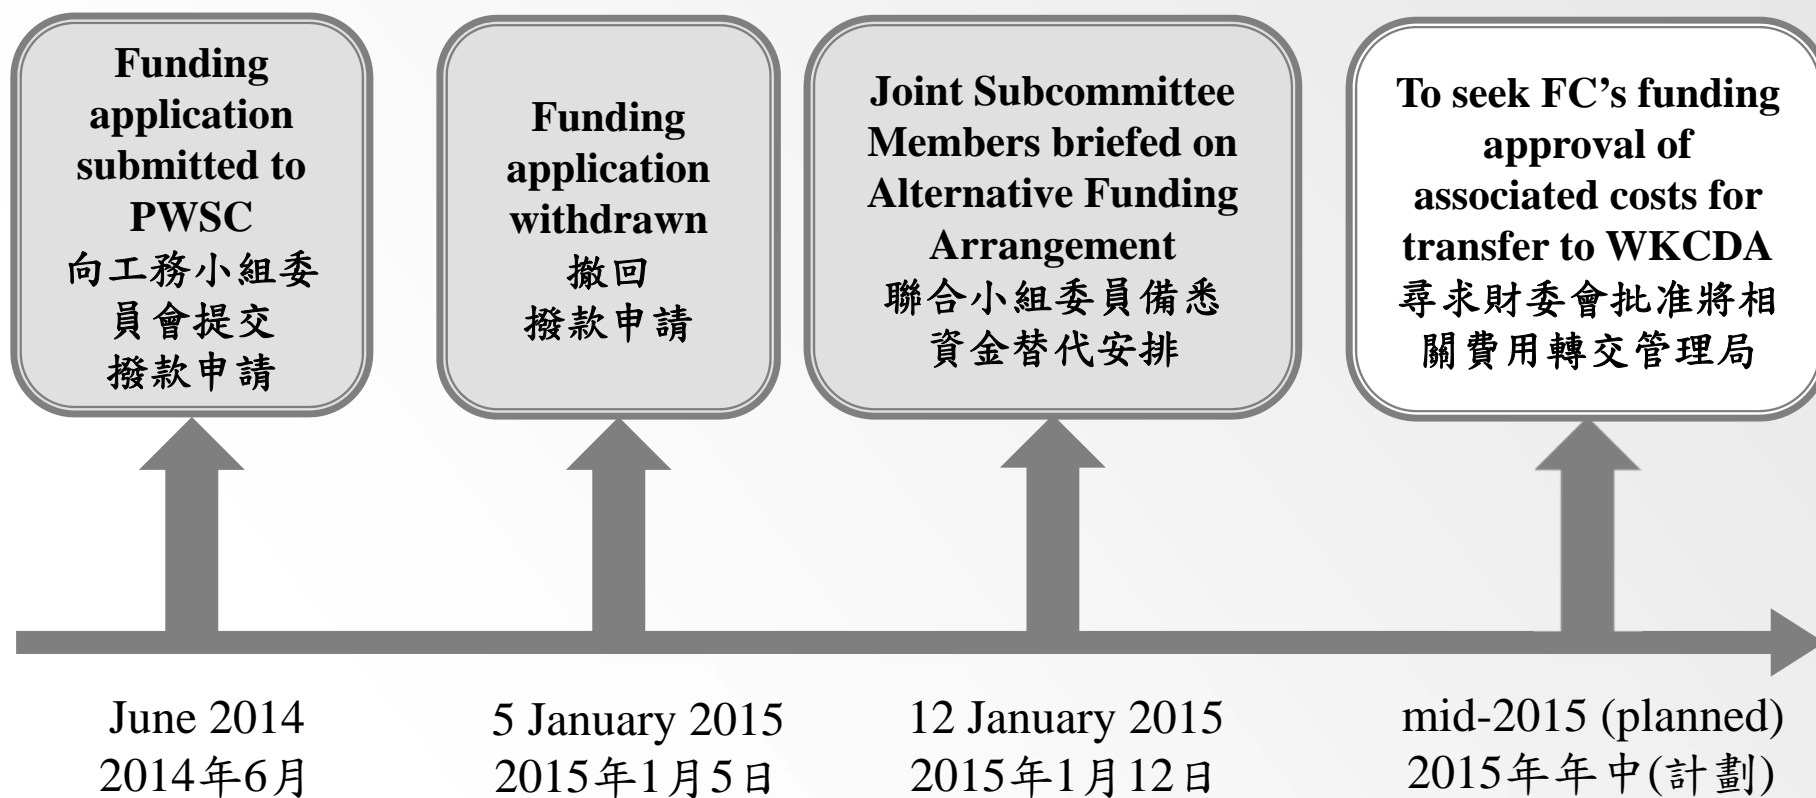 Funding
application
submitted to
PWSC
向工務小組委
員會提交
撥款申請
Funding
application
withdrawn
撤回
撥款申請
Joint Subcommittee
Members briefed on
Alternative Funding
Arrangement
聯合小組委員備悉
資金替代安排
To seek FC’s funding
approval of
associated costs for
transfer to WKCDA
尋求財委會批准將相
關費用轉交管理局
June 2014
2014年6月
5 January 2015
2015年1月5日
12 January 2015
2015年1月12日
mid-2015 (planned)
2015年年中(計劃)